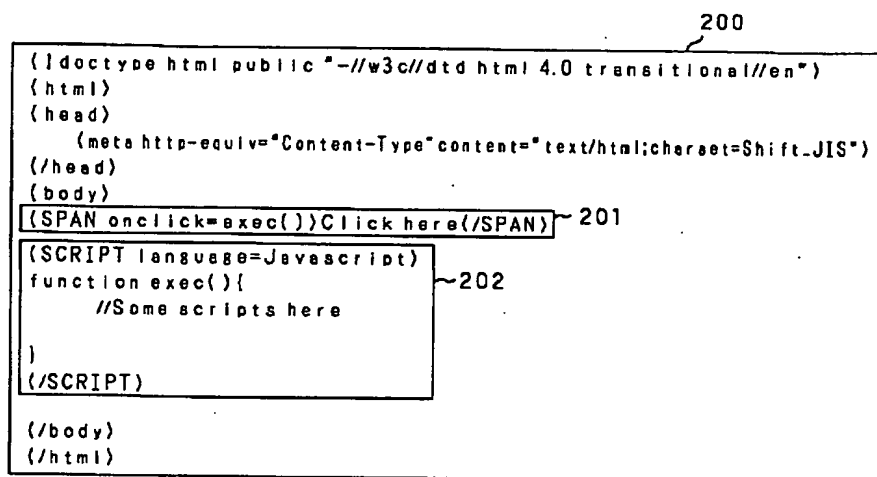 200
(!doctype html public "-//w3c//dtd html 4.0 transitional//en")
(html)
(head)
(meta http-equiv="Content-Type"content="text/html;charset=Shift_JIS")
(/head)
(body)
(SPAN onclick=exec())Click here(/SPAN) 201
(SCRIPT language=Javascript)
function exec(){ 202
//Some scripts here
}
(/SCRIPT)
(/body)
(/html)